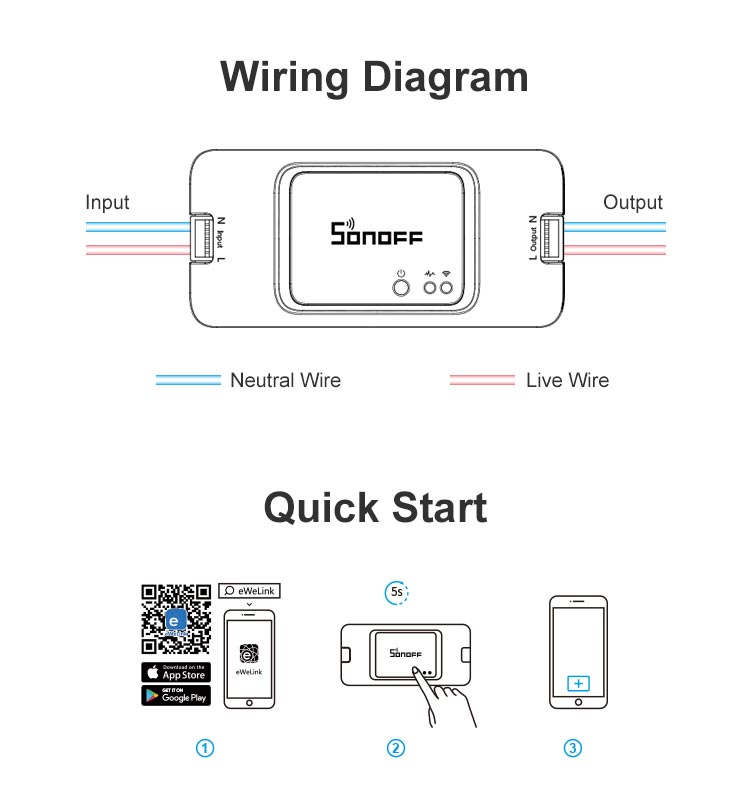 Wiring Diagram
Input
Output
N
Input
L
SONOFF
N
Output
L
Neutral Wire
Live Wire
Quick Start
eWeLink
5s
e
eWeLink
SONOFF
Download on the
App Store
GET IT ON
Google Play
1
2
3